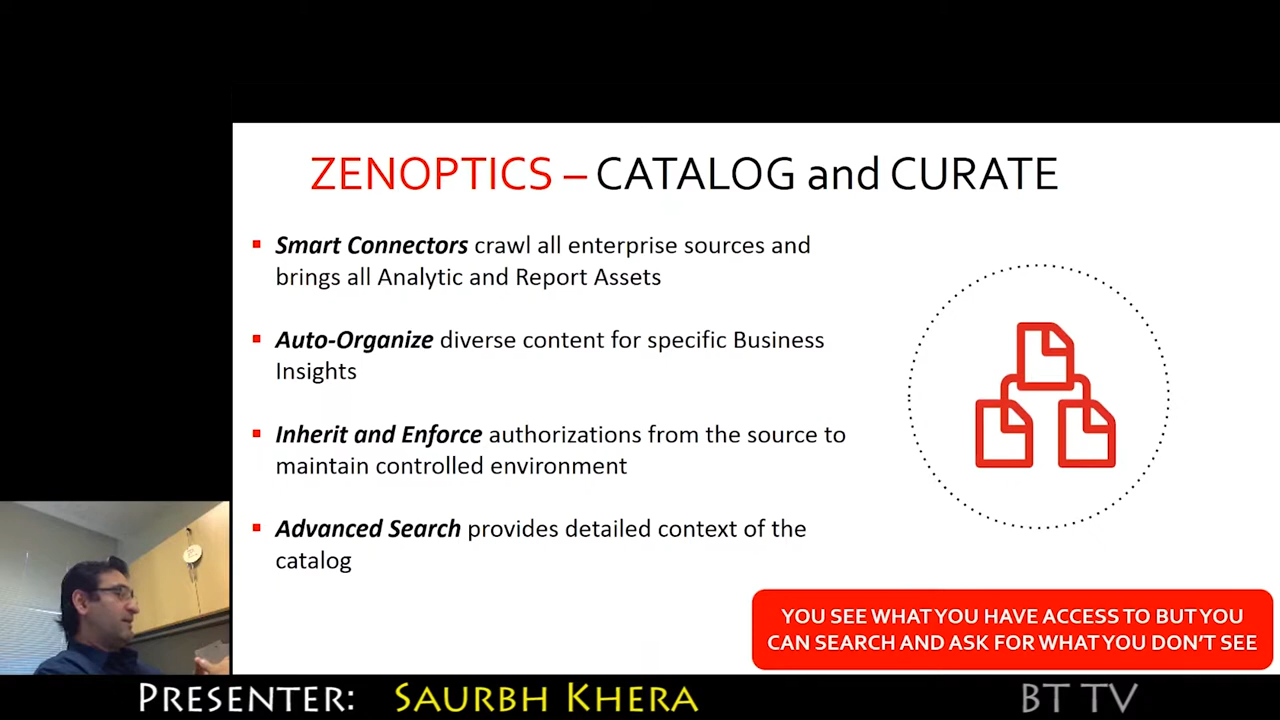 ZENOPTICS – CATALOG and CURATE
Smart Connectors crawl all enterprise sources and
brings all Analytic and Report Assets
Auto-Organize diverse content for specific Business
Insights
Inherit and Enforce authorizations from the source to
maintain controlled environment
Advanced Search provides detailed context of the
catalog
YOU SEE WHAT YOU HAVE ACCESS TO BUT YOU
CAN SEARCH AND ASK FOR WHAT YOU DON'T SEE
PRESENTER: SAURBH KHERA
BT TV